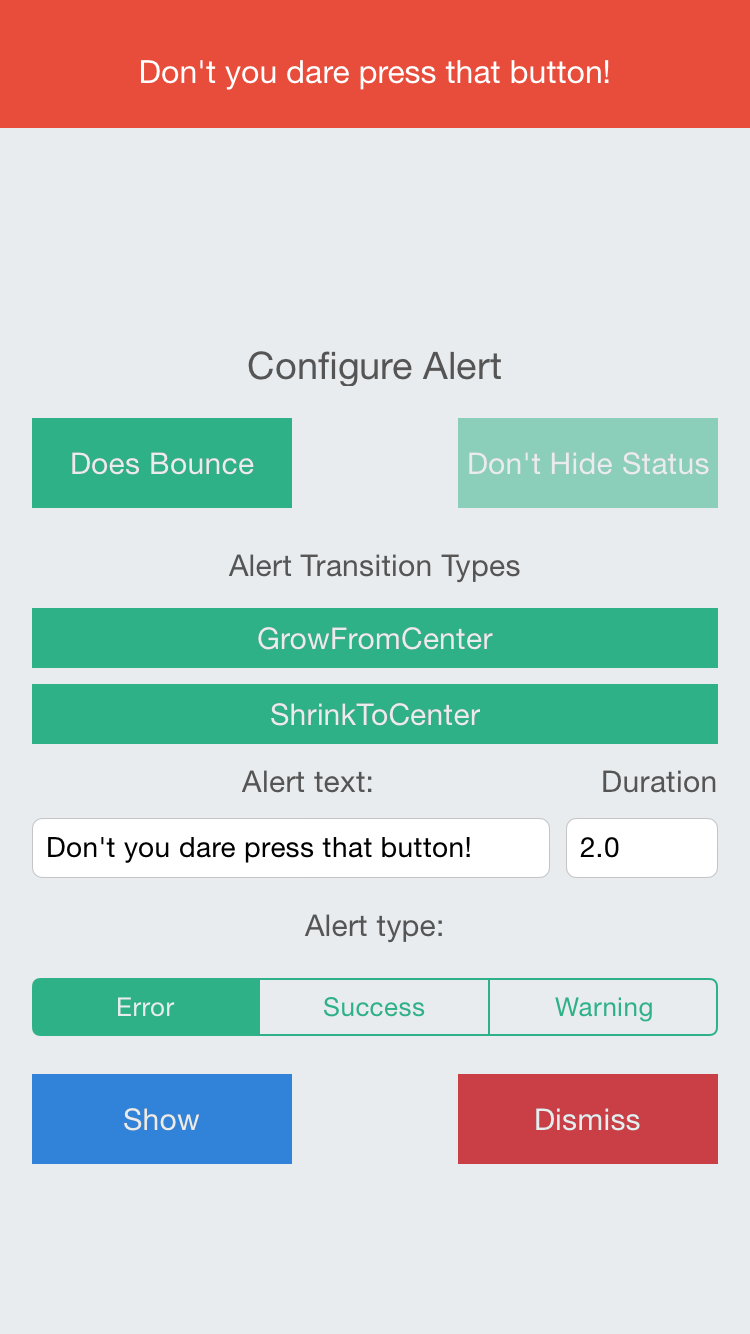 Don't you dare press that button!
Configure Alert
Does Bounce
Don't Hide Status
Alert Transition Types
GrowFromCenter
ShrinkToCenter
Alert text:
Duration
Don't you dare press that button!
2.0
Alert type:
Error
Success
Warning
Show
Dismiss